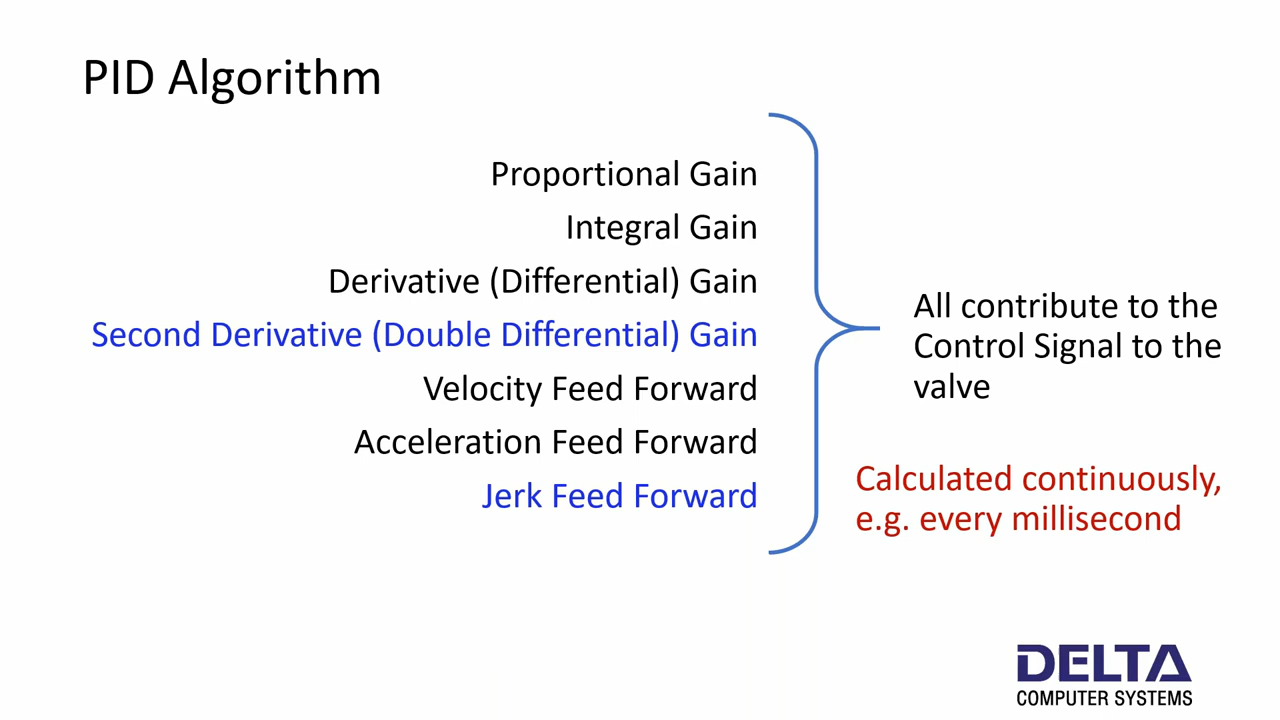 PID Algorithm
Proportional Gain
Integral Gain
Derivative (Differential) Gain
Second Derivative (Double Differential) Gain
Velocity Feed Forward
Acceleration Feed Forward
Jerk Feed Forward
All contribute to the
Control Signal to the
valve
Calculated continuously,
e.g. every millisecond
DELTA
COMPUTER SYSTEMS